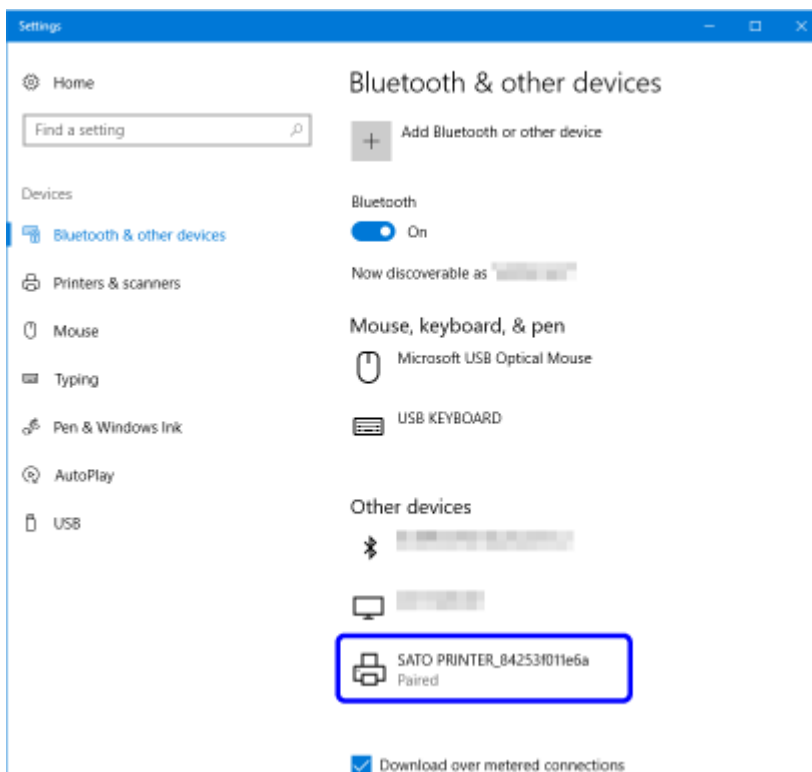 Settings
Home
Find a setting
Devices
Bluetooth & other devices
Printers & scanners
Mouse
Typing
Pen & Windows Ink
AutoPlay
USB
Bluetooth & other devices
Add Bluetooth or other device
Bluetooth
On
Now discoverable as
Mouse, keyboard, & pen
Microsoft USB Optical Mouse
USB KEYBOARD
Other devices
SATO PRINTER_84253f011e6a
Paired
Download over metered connections